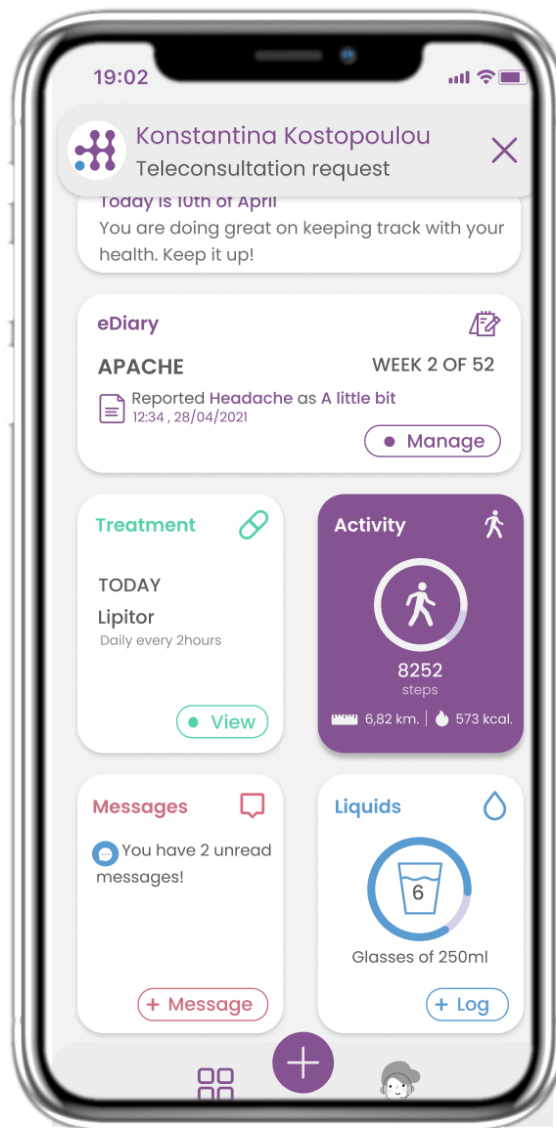 19:02
Konstantina Kostopoulou
Teleconsultation request
Today is 10th of April
You are doing great on keeping track with your
health. Keep it up!
eDiary
APACHE
WEEK 2 OF 52
Reported Headache as A little bit
12:34 , 28/04/2021
Manage
Treatment
TODAY
Lipitor
Daily every 2hours
View
Activity
8252
steps
6,82 km.
573 kcal.
Messages
You have 2 unread
messages!
+ Message
Liquids
6
Glasses of 250ml
+ Log